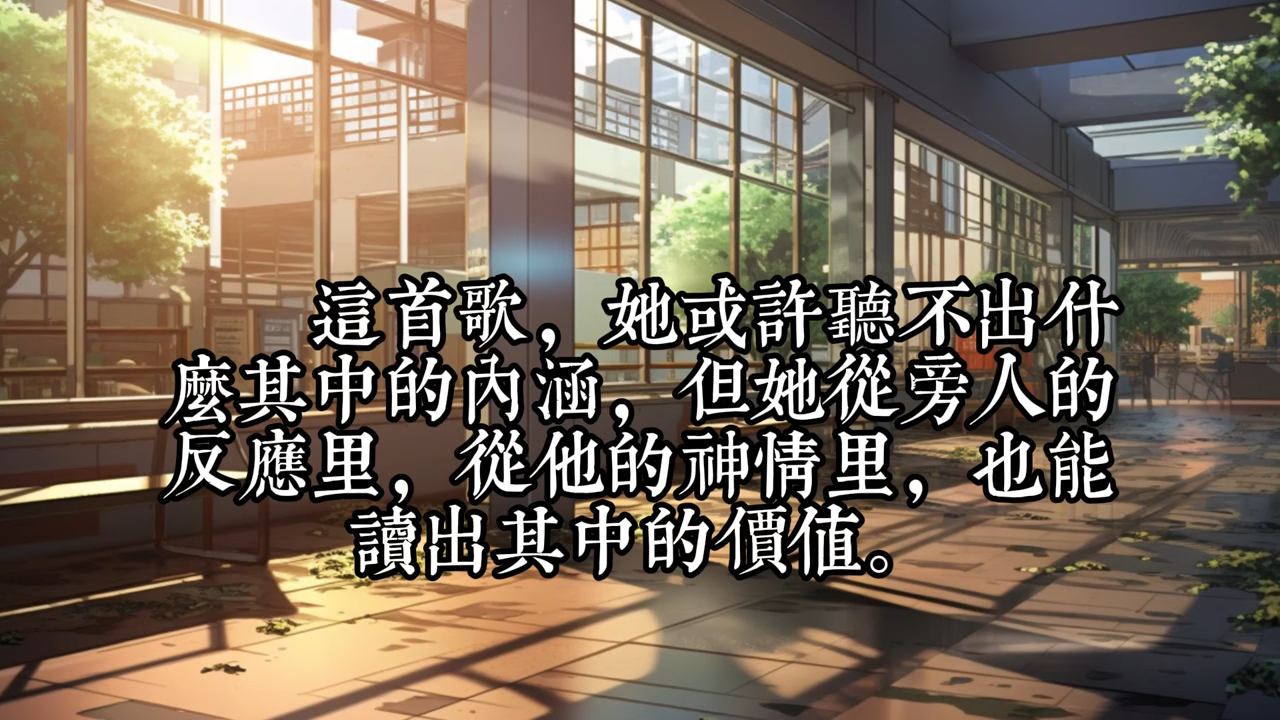 這首歌，她或許聽不出什
麼其中的內涵，但她從旁人的
反應里，從他的神情里，也能
讀出其中的價值。